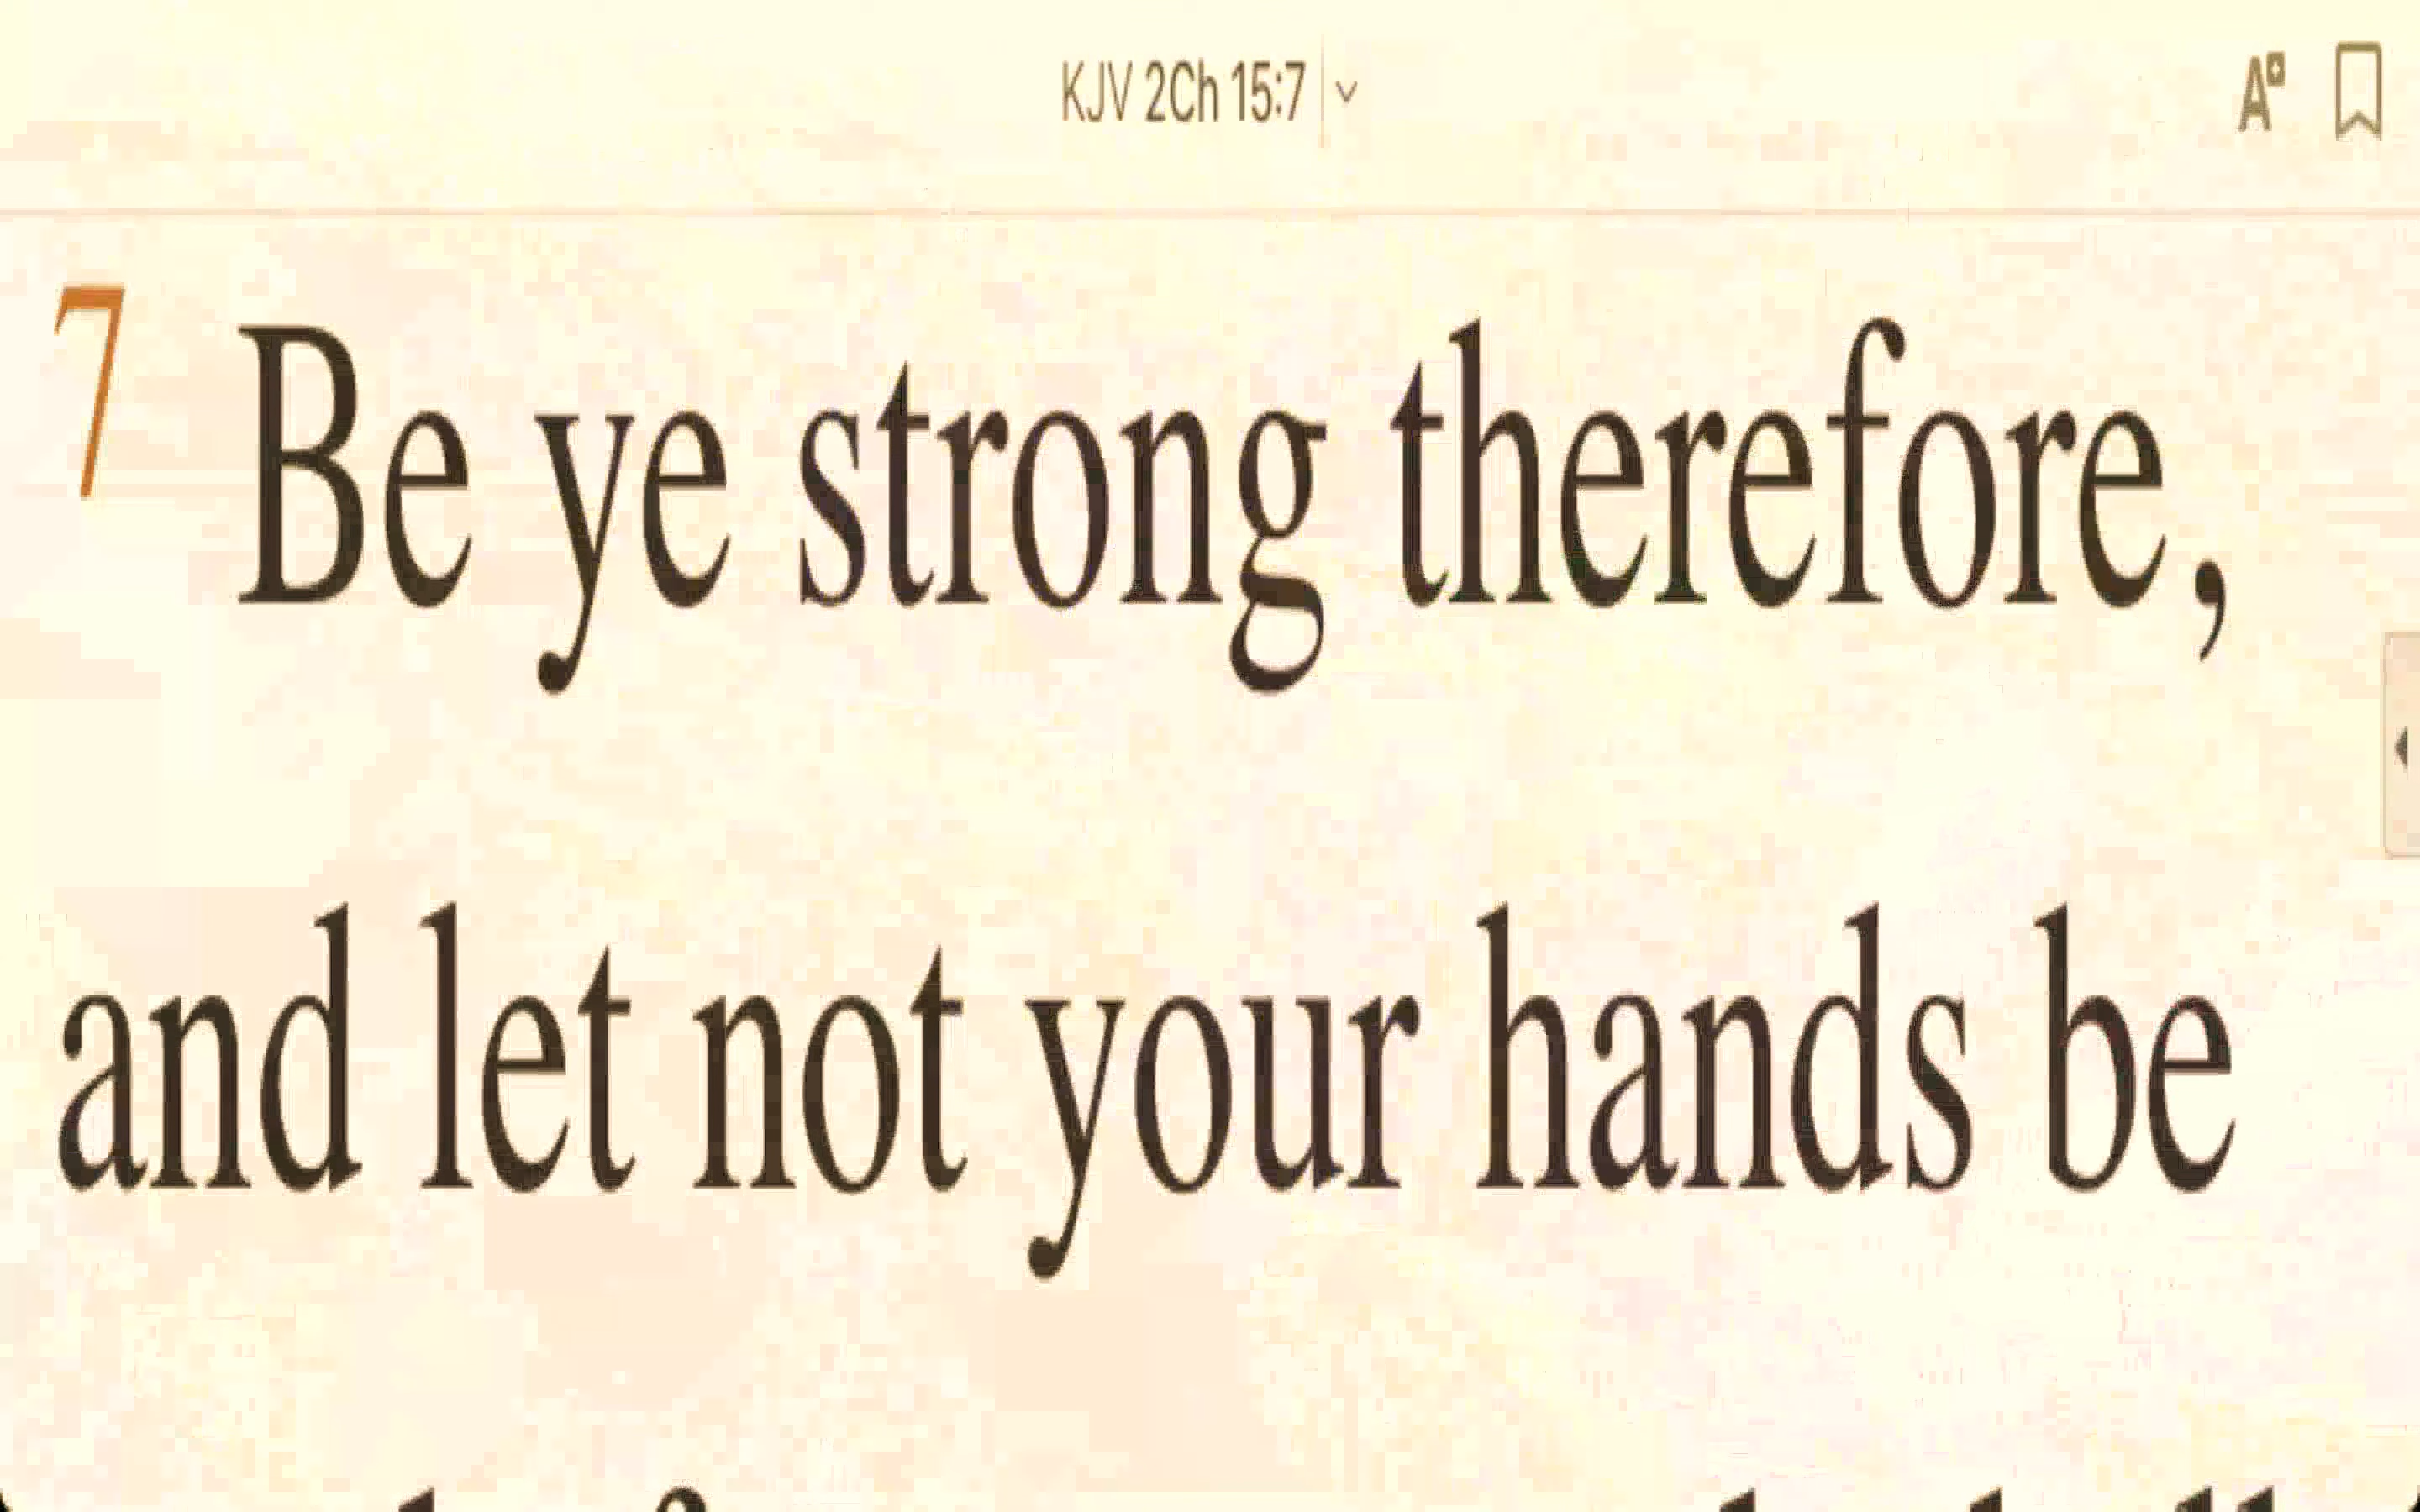 KJV 2Ch 15:7
7 Be ye strong therefore,
and let not your hands be